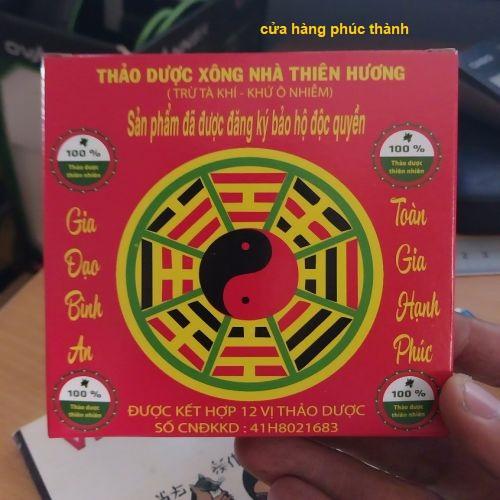 cửa hàng phúc thành
THẢO DƯỢC XÔNG NHÀ THIÊN HƯƠNG
(TRỪ TÀ KHÍ - KHỬ Ô NHIỄM)
Sản phẩm đã được đăng ký bảo hộ độc quyền
100 %
Thảo dược
thiên nhiên
100 %
Thảo dược
thiên nhiên
Gia
Đạo
Bình
An
Toàn
Gia
Hạnh
Phúc
100 %
Thảo dược
thiên nhiên
100 %
Thảo dược
thiên nhiên
ĐƯỢC KẾT HỢP 12 VỊ THẢO DƯỢC
SỐ CNĐKKD : 41H8021683